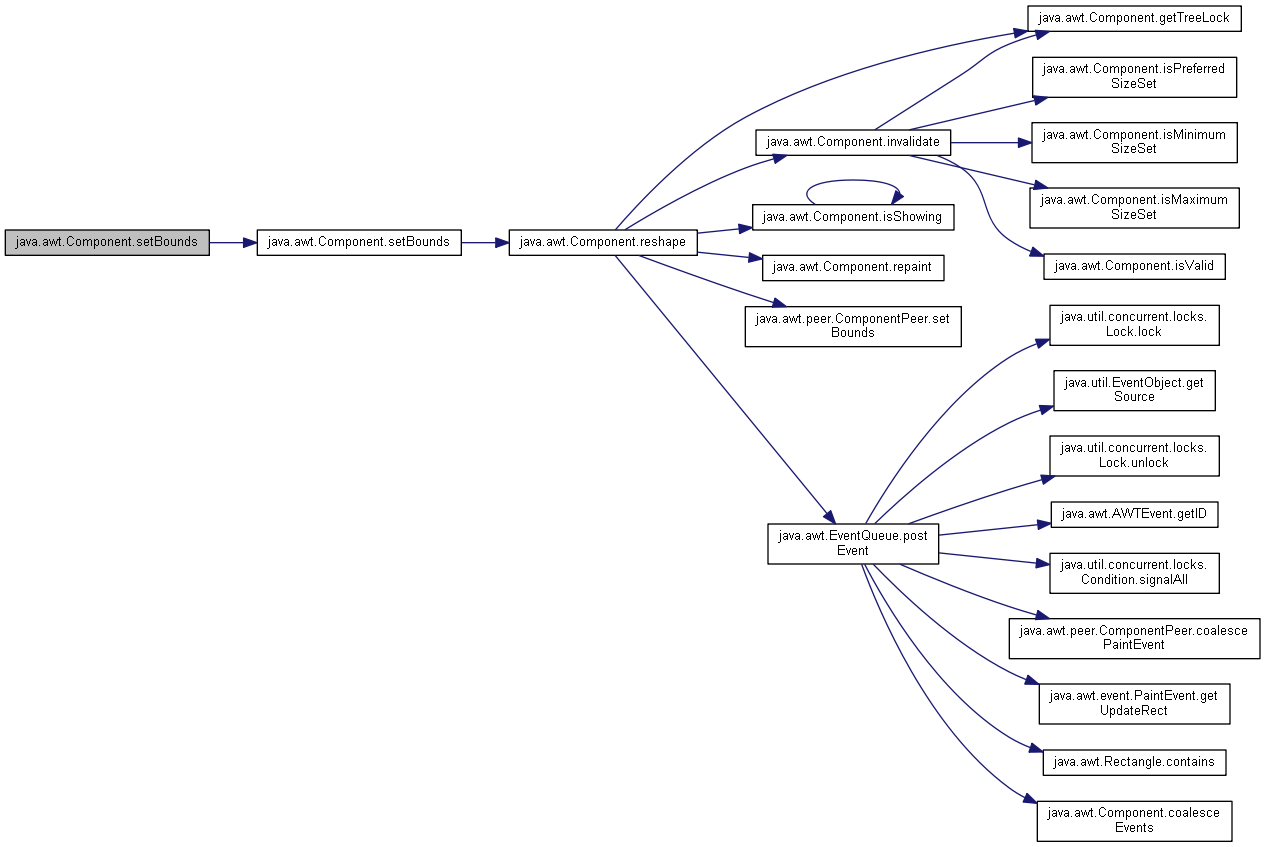 java.awt.Component.setBounds
java.awt.Component.setBounds
java.awt.Component.reshape
java.awt.Component.getTreeLock
java.awt.Component.isPreferred
SizeSet
java.awt.Component.invalidate
java.awt.Component.isMinimum
SizeSet
java.awt.Component.isMaximum
SizeSet
java.awt.Component.isShowing
java.awt.Component.isValid
java.awt.Component.repaint
java.awt.peer.ComponentPeer.set
Bounds
java.util.concurrent.locks.
Lock.lock
java.util.EventObject.get
Source
java.util.concurrent.locks.
Lock.unlock
java.awt.AWTEvent.getID
java.awt.EventQueue.post
Event
java.util.concurrent.locks.
Condition.signalAll
java.awt.peer.ComponentPeer.coalesce
PaintEvent
java.awt.event.PaintEvent.get
UpdateRect
java.awt.Rectangle.contains
java.awt.Component.coalesce
Events